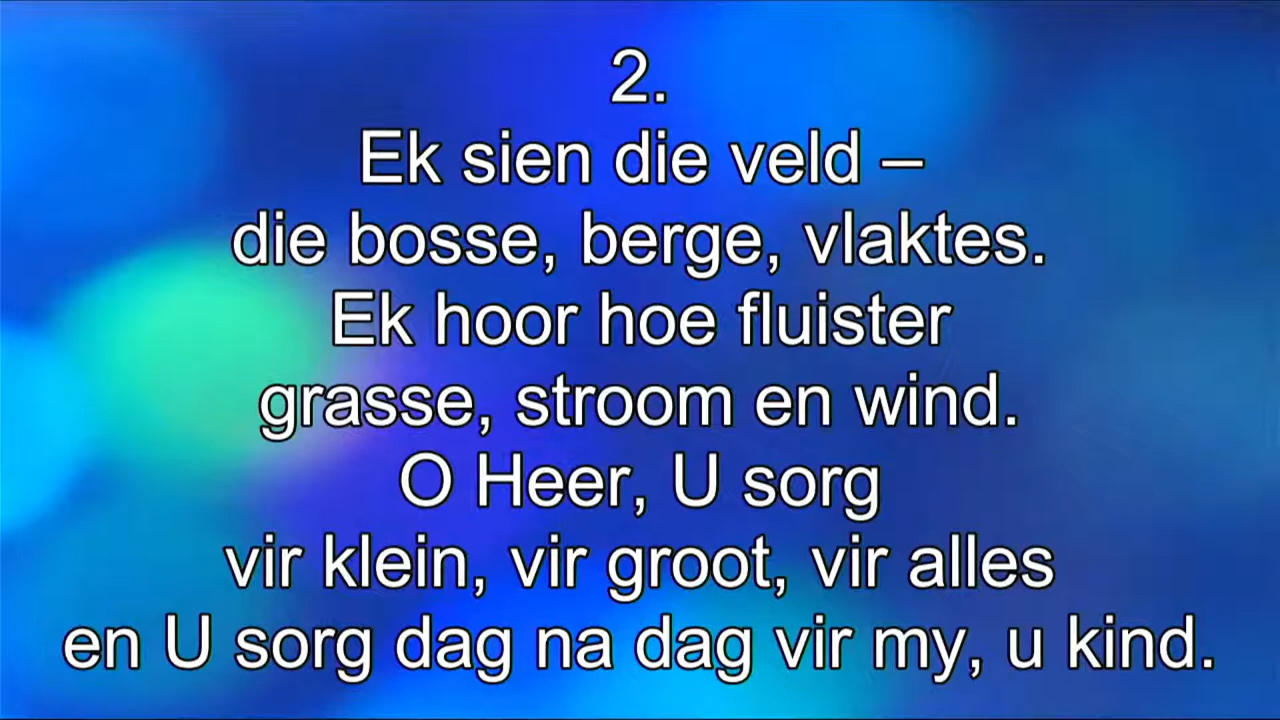 2.
Ek sien die veld –
die bosse, berge, vlaktes.
Ek hoor hoe fluister
grasse, stroom en wind.
O Heer, U sorg
vir klein, vir groot, vir alles
en U sorg dag na dag vir my, u kind.